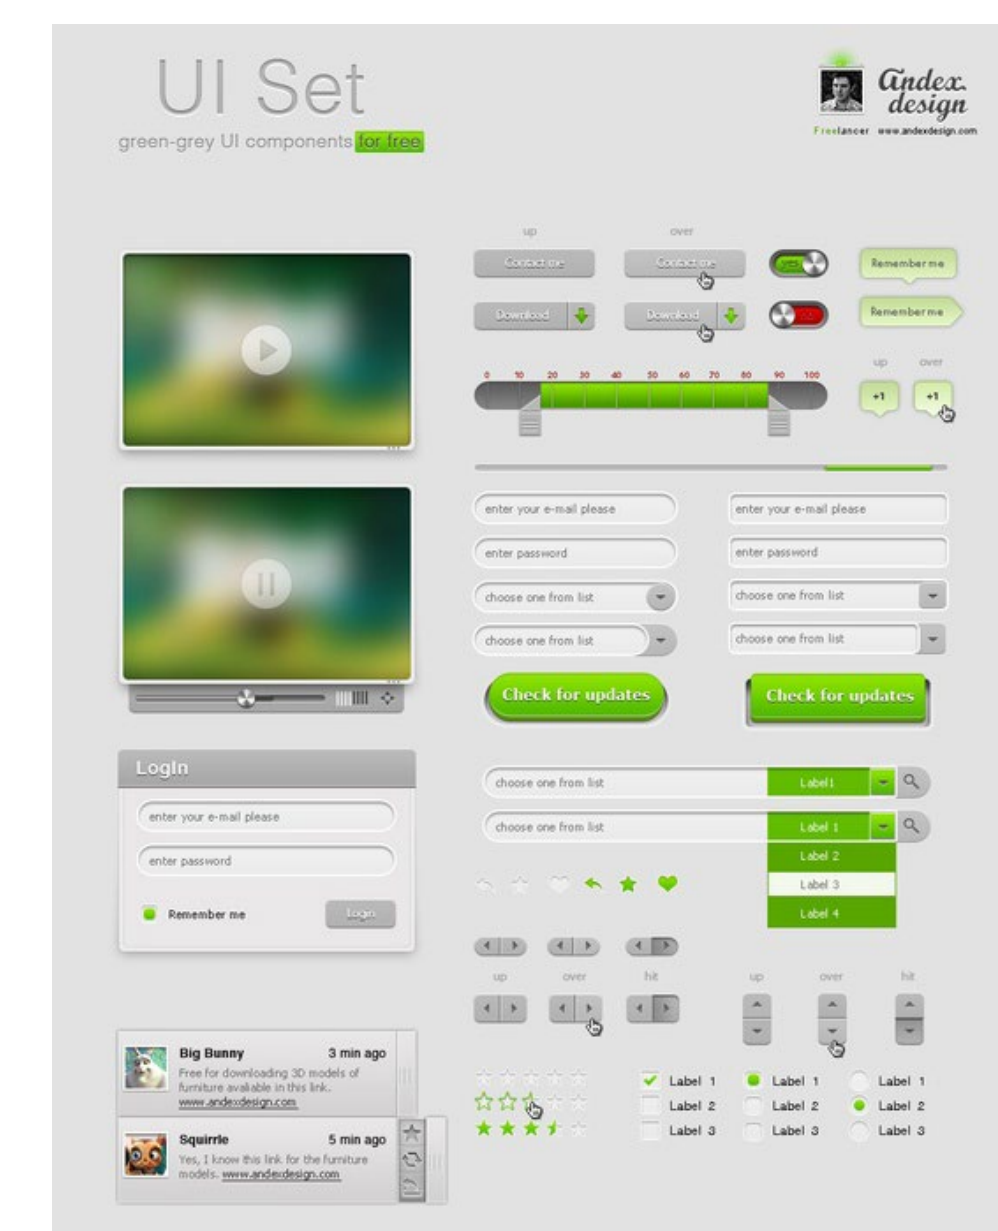 UI Set
green-grey UI components for free
andex
design
Freelancer www.andexdesign.com
up over
Contact me Contact me yes Remember me
Download Download Remember me
0 10 20 30 40 50 60 70 80 90 100
up over
+1 +1
enter your e-mail please enter your e-mail please
enter password enter password
choose one from list choose one from list
choose one from list choose one from list
Check for updates Check for updates
LogIn
enter your e-mail please
enter password
Remember me Login
choose one from list Label1
choose one from list Label 1
Label 2
Label 3
Label 4
up over hit up over hit
Big Bunny 3 min ago
Free for downloading 3D models of
furniture avaliable in this link.
www.andexdesign.com
Squirrle 5 min ago
Yes, I know this link for the furniture
models. www.andexdesign.com
Label 1 Label 1 Label 1
Label 2 Label 2 Label 2
Label 3 Label 3 Label 3